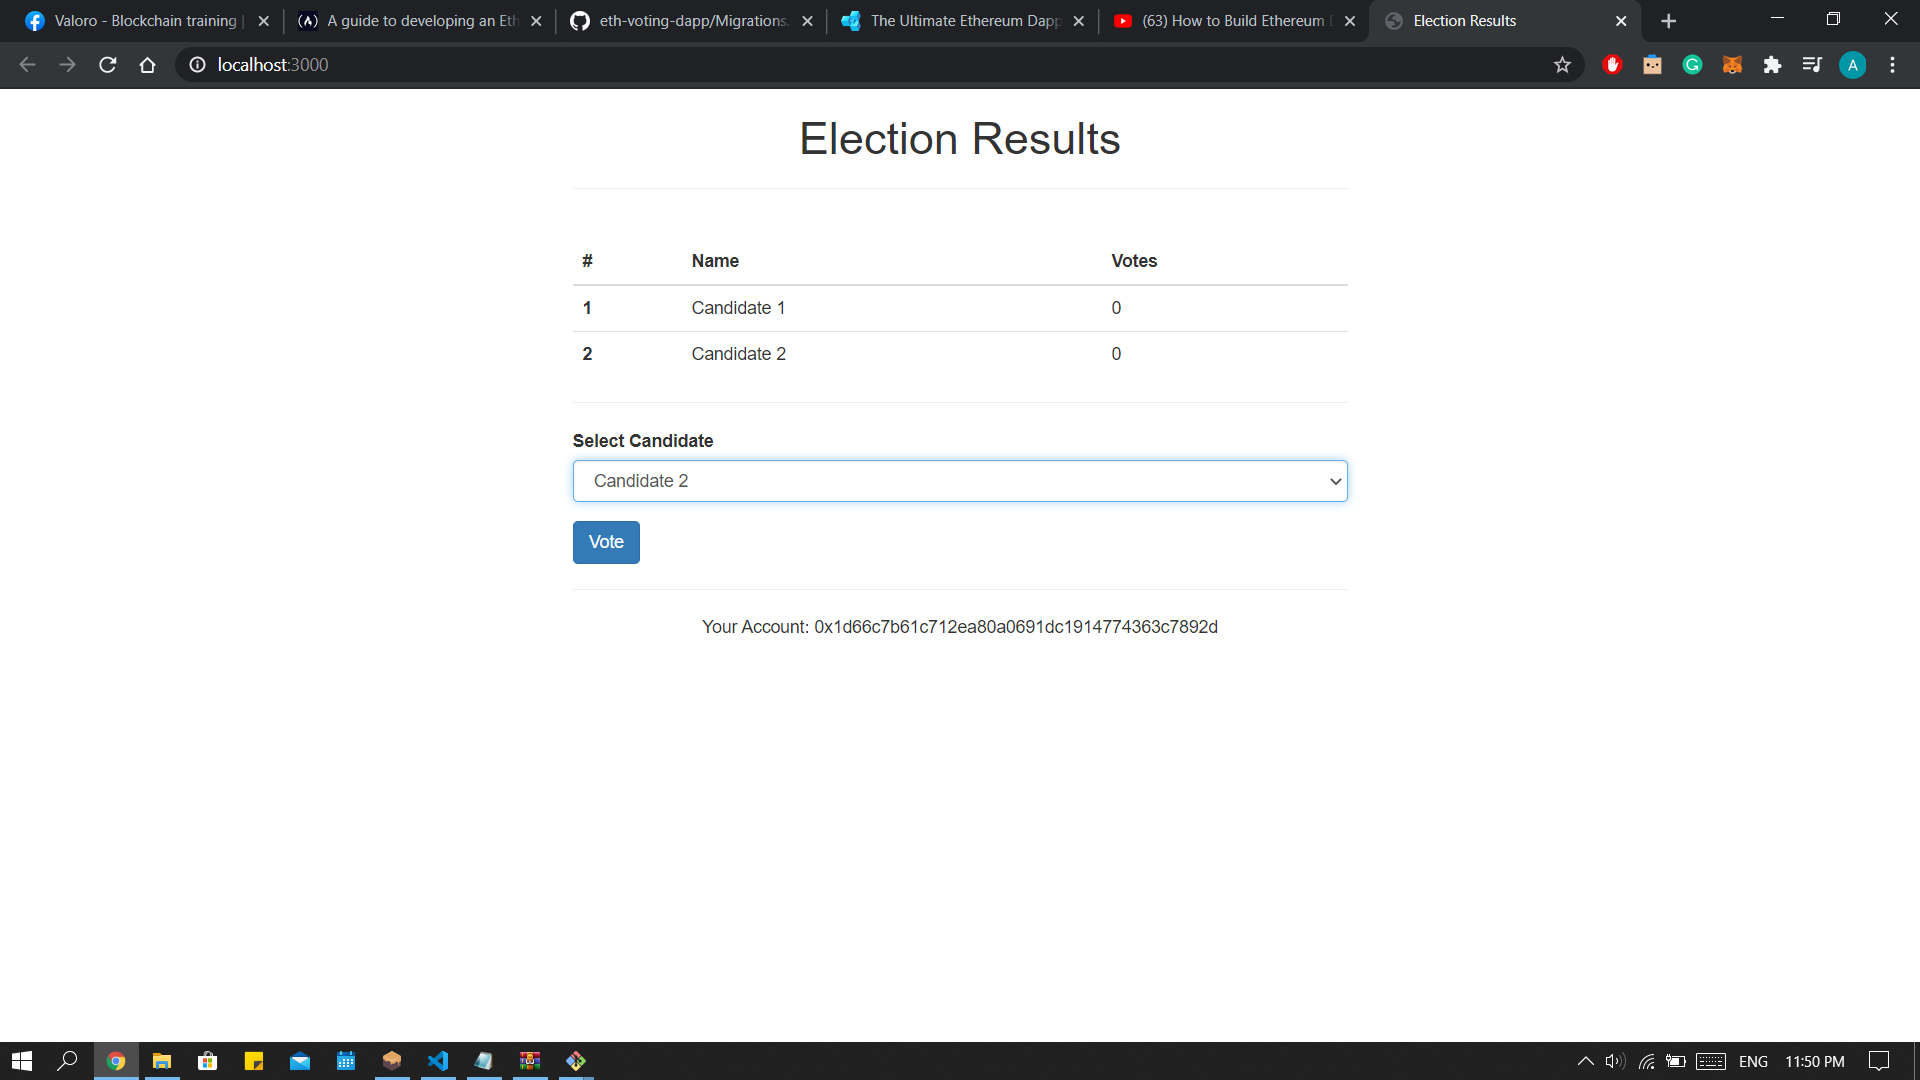 Valoro - Blockchain training |
A guide to developing an Eth
eth-voting-dapp/Migrations.
The Ultimate Ethereum Dapp
(63) How to Build Ethereum D
Election Results
localhost:3000
A
Election Results
# Name Votes
1 Candidate 1 0
2 Candidate 2 0
Select Candidate
Candidate 2
Vote
Your Account: 0x1d66c7b61c712ea80a0691dc1914774363c7892d
ENG 11:50 PM